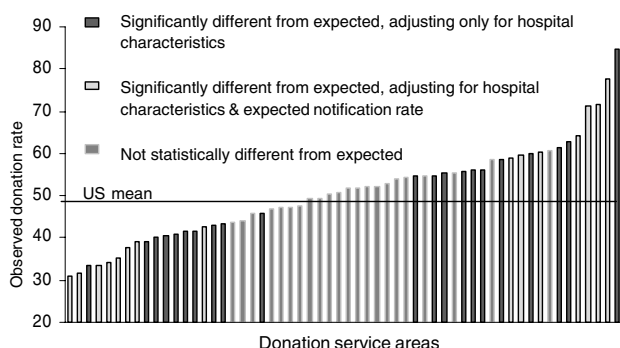 90
80
70
60
50
40
30
20
Observed donation rate
Significantly different from expected, adjusting only for hospital
characteristics
Significantly different from expected, adjusting for hospital
characteristics & expected notification rate
Not statistically different from expected
US mean
Donation service areas